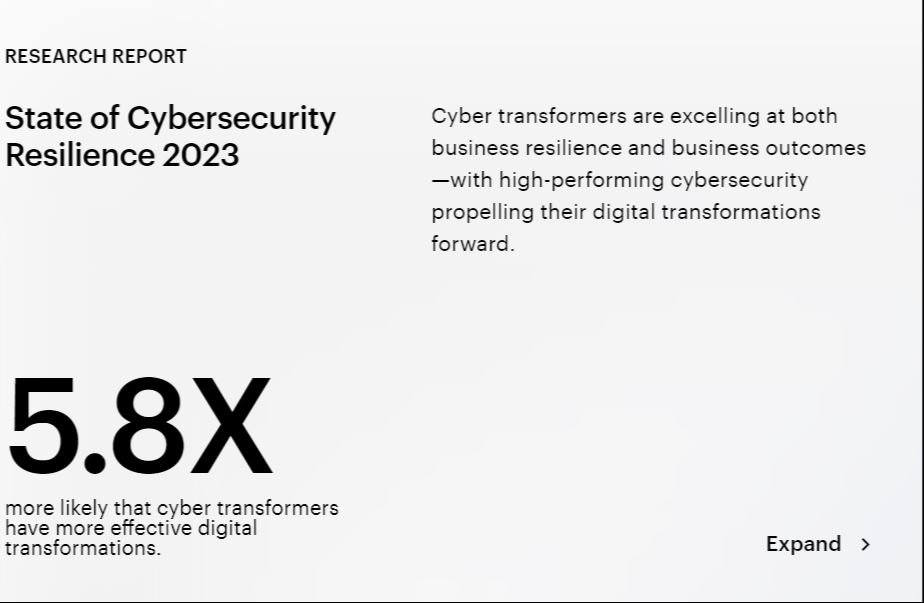 RESEARCH REPORT
State of Cybersecurity
Resilience 2023
Cyber transformers are excelling at both
business resilience and business outcomes
—with high-performing cybersecurity
propelling their digital transformations
forward.
5.8X
more likely that cyber transformers
have more effective digital
transformations.
Expand